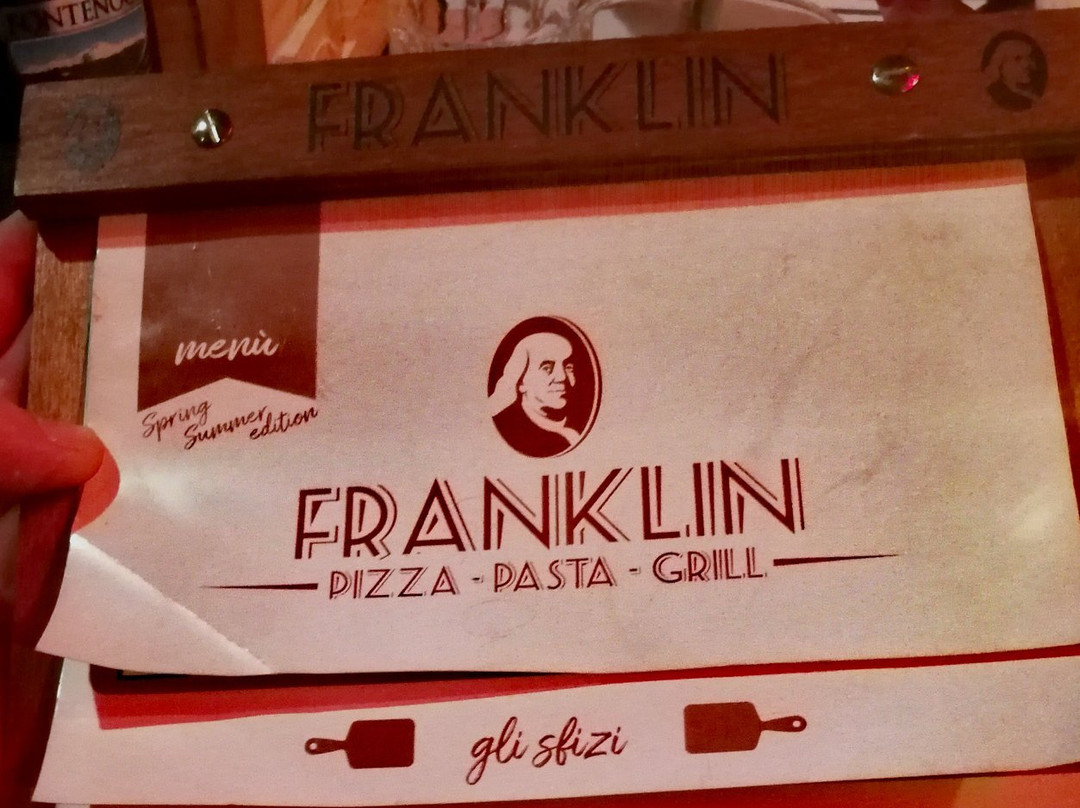 FRANKLIN
menù
Spring
Summer
edition
FRANKLIN
PIZZA - PASTA - GRILL
gli sfizi